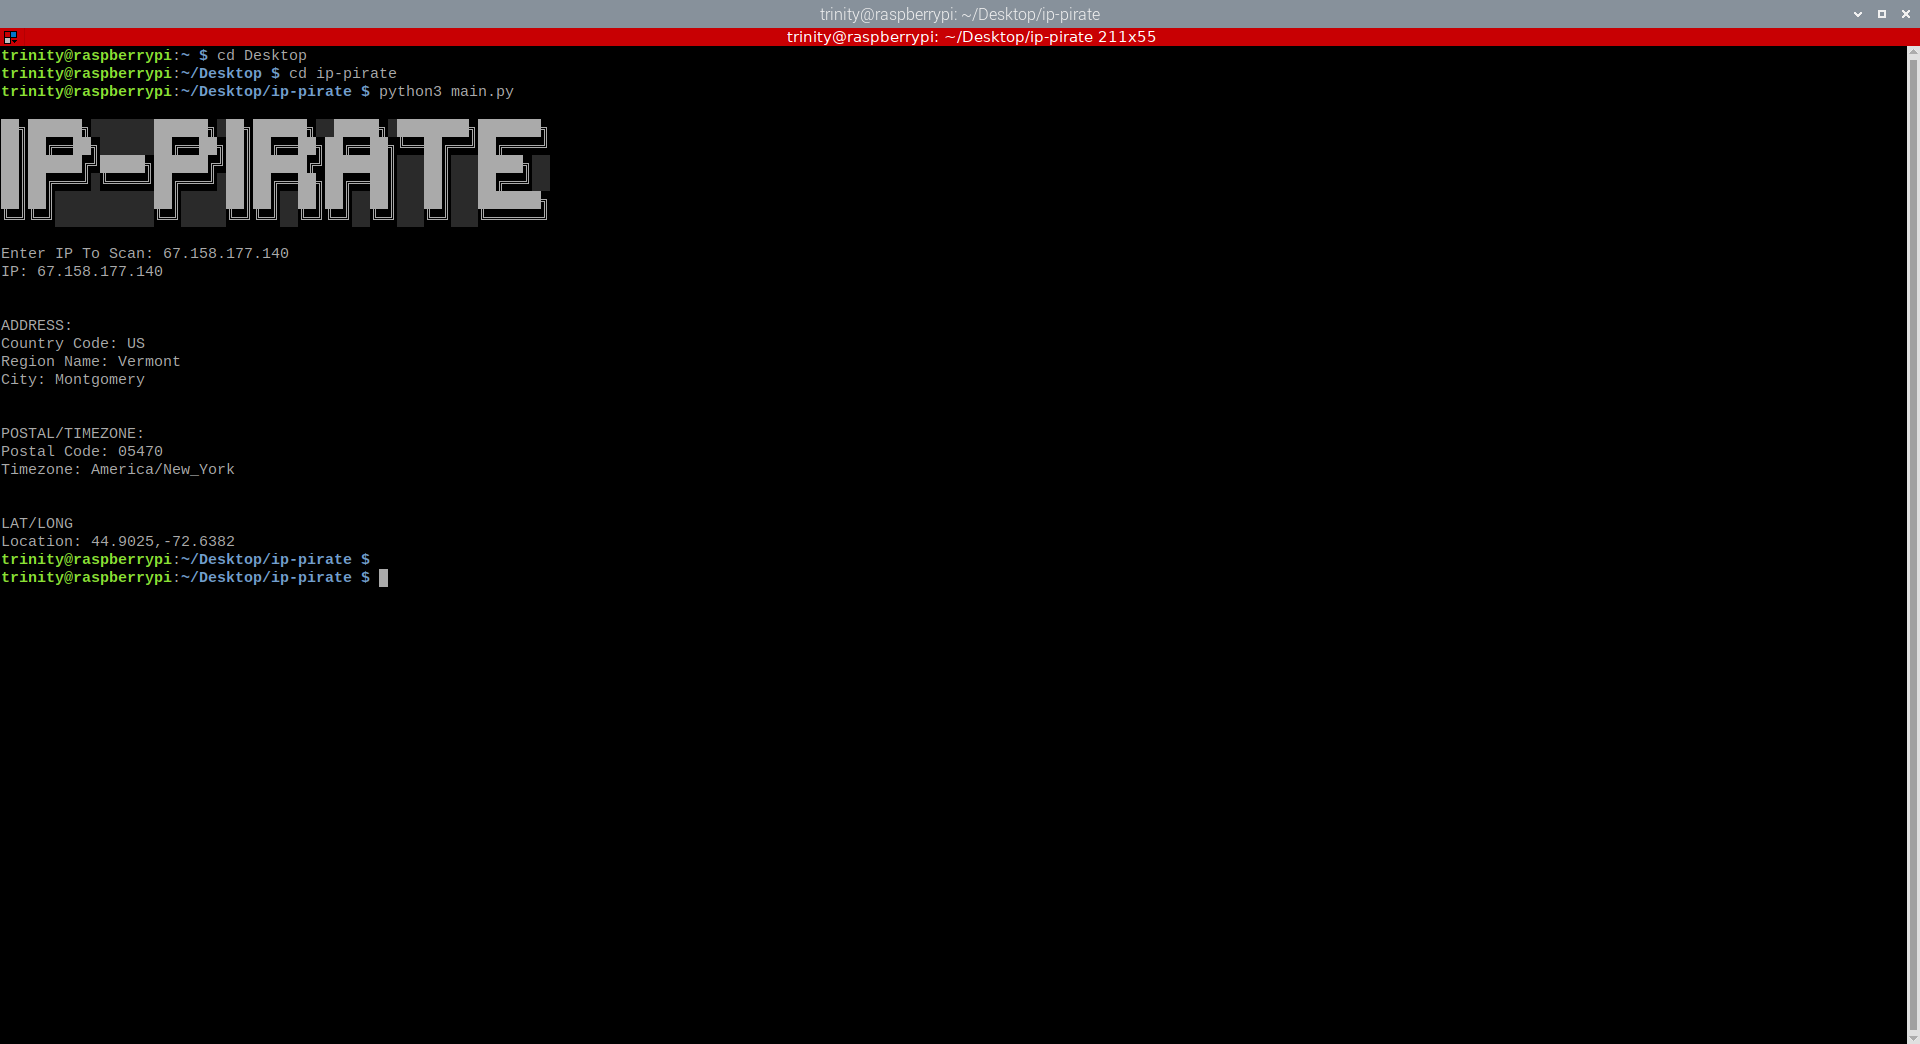 trinity@raspberrypi: ~/Desktop/ip-pirate
trinity@raspberrypi: ~/Desktop/ip-pirate 211x55
trinity@raspberrypi:~ $ cd Desktop
trinity@raspberrypi:~/Desktop $ cd ip-pirate
trinity@raspberrypi:~/Desktop/ip-pirate $ python3 main.py
IP-PIRATE
Enter IP To Scan: 67.158.177.140
IP: 67.158.177.140
ADDRESS:
Country Code: US
Region Name: Vermont
City: Montgomery
POSTAL/TIMEZONE:
Postal Code: 05470
Timezone: America/New_York
LAT/LONG
Location: 44.9025,-72.6382
trinity@raspberrypi:~/Desktop/ip-pirate $
trinity@raspberrypi:~/Desktop/ip-pirate $